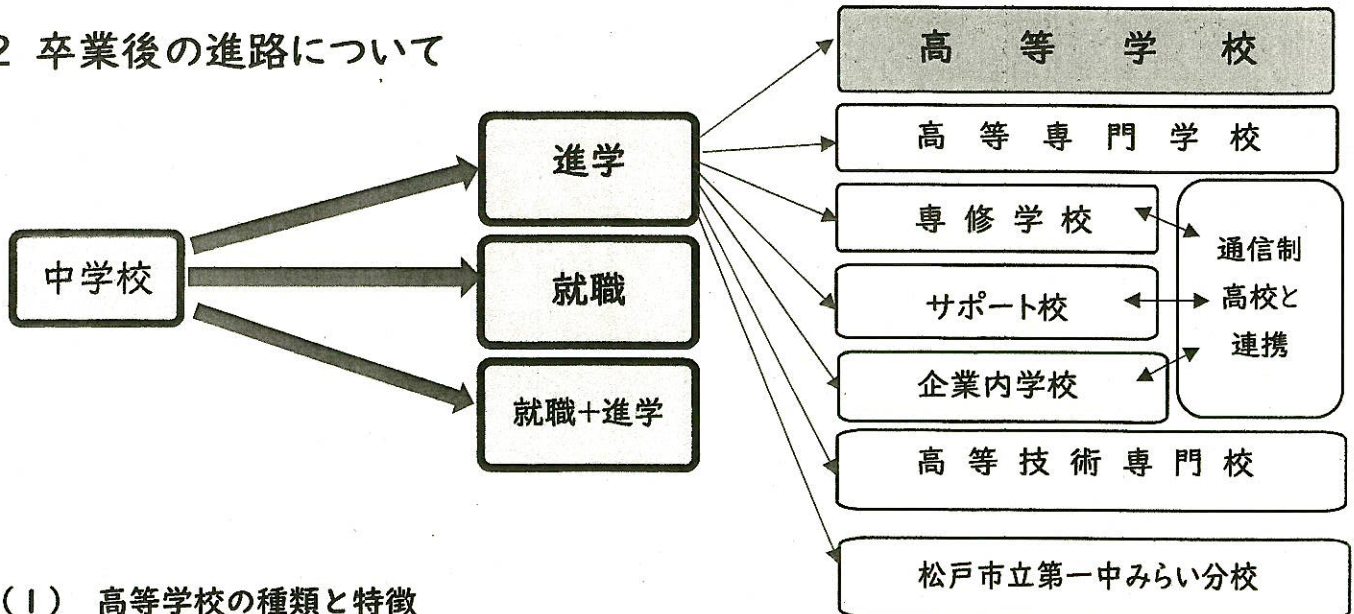 2 卒業後の進路について
中学校
進学
就職
就職+進学
高等学校
高等専門学校
専修学校
サポート校
企業内学校
通信制
高校と
連携
高等技術専門校
松戸市立第一中みらい分校
(1) 高等学校の種類と特徴